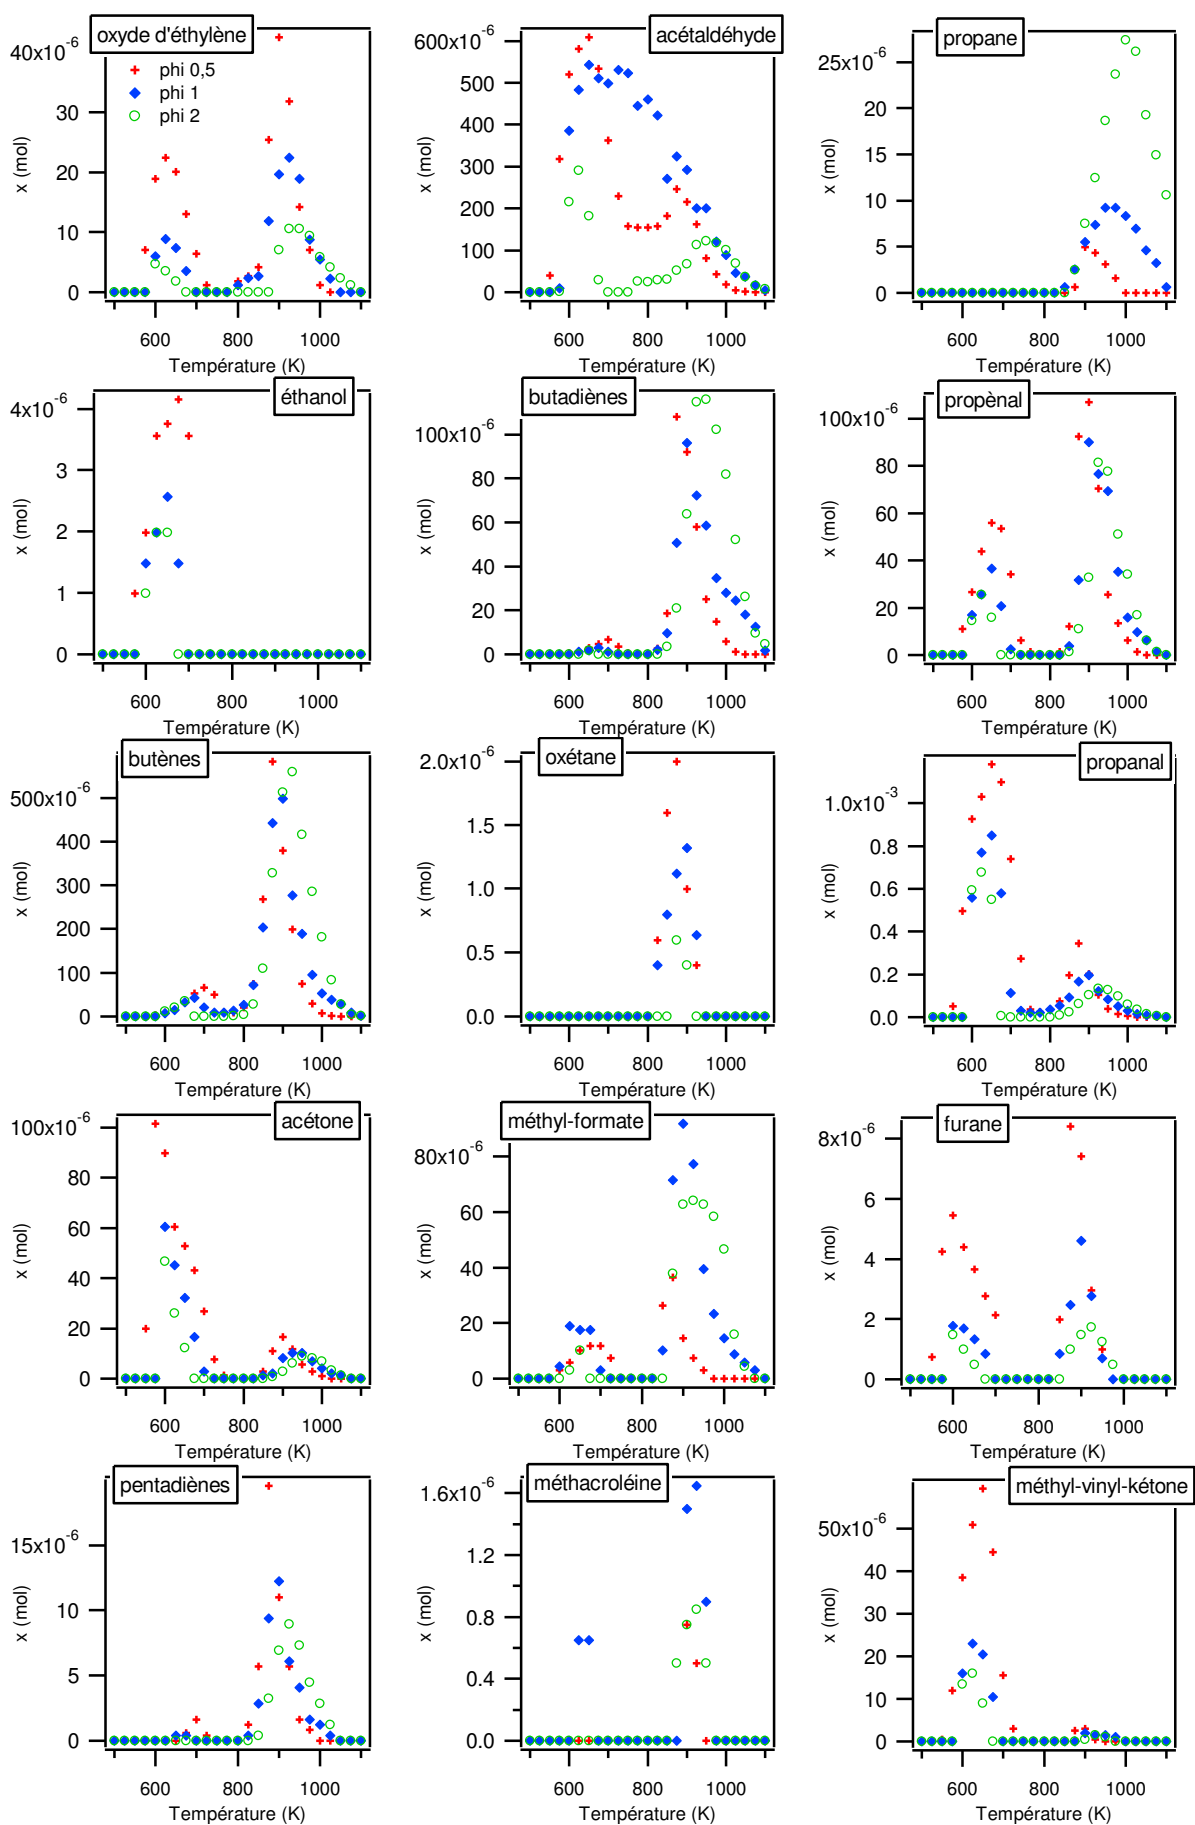 oxyde d'éthylène
phi 0,5
phi 1
phi 2
40x10-6
30
20
10
0
x (mol)
600 800 1000
Température (K)
acétaldéhyde
600x10-6
500
400
300
200
100
0
x (mol)
600 800 1000
Température (K)
propane
25x10-6
20
15
10
5
0
x (mol)
600 800 1000
Température (K)
éthanol
4x10-6
3
2
1
0
x (mol)
600 800 1000
Température (K)
butadiènes
100x10-6
80
60
40
20
0
x (mol)
600 800 1000
Température (K)
propènal
100x10-6
80
60
40
20
0
x (mol)
600 800 1000
Température (K)
butènes
500x10-6
400
300
200
100
0
x (mol)
600 800 1000
Température (K)
oxétane
2.0x10-6
1.5
1.0
0.5
0.0
x (mol)
600 800 1000
Température (K)
propanal
1.0x10-3
0.8
0.6
0.4
0.2
0.0
x (mol)
600 800 1000
Température (K)
acétone
100x10-6
80
60
40
20
0
x (mol)
600 800 1000
Température (K)
méthyl-formate
80x10-6
60
40
20
0
x (mol)
600 800 1000
Température (K)
furane
8x10-6
6
4
2
0
x (mol)
600 800 1000
Température (K)
pentadiènes
15x10-6
10
5
0
x (mol)
600 800 1000
Température (K)
méthacroléine
1.6x10-6
1.2
0.8
0.4
0.0
x (mol)
600 800 1000
Température (K)
méthyl-vinyl-kétone
50x10-6
40
30
20
10
0
x (mol)
600 800 1000
Température (K)